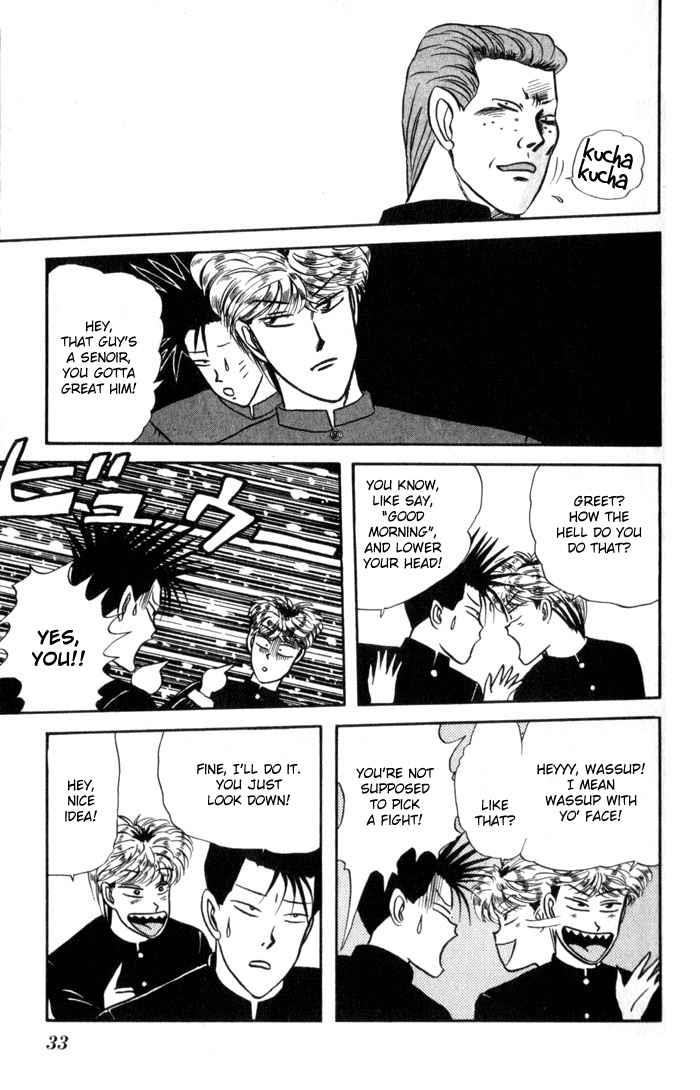 kucha
kucha
HEY,
THAT GUY'S
A SENOIR,
YOU GOTTA
GREAT HIM!
GREET?
HOW THE
HELL DO YOU
DO THAT?
YOU KNOW,
LIKE SAY,
"GOOD
MORNING",
AND LOWER
YOUR HEAD!
ビュウー
YES,
YOU!!
HEYYY, WASSUP!
I MEAN
WASSUP WITH
YO' FACE!
LIKE
THAT?
YOU'RE NOT
SUPPOSED
TO PICK
A FIGHT!
FINE, I'LL DO IT.
YOU JUST
LOOK DOWN!
HEY,
NICE
IDEA!
33